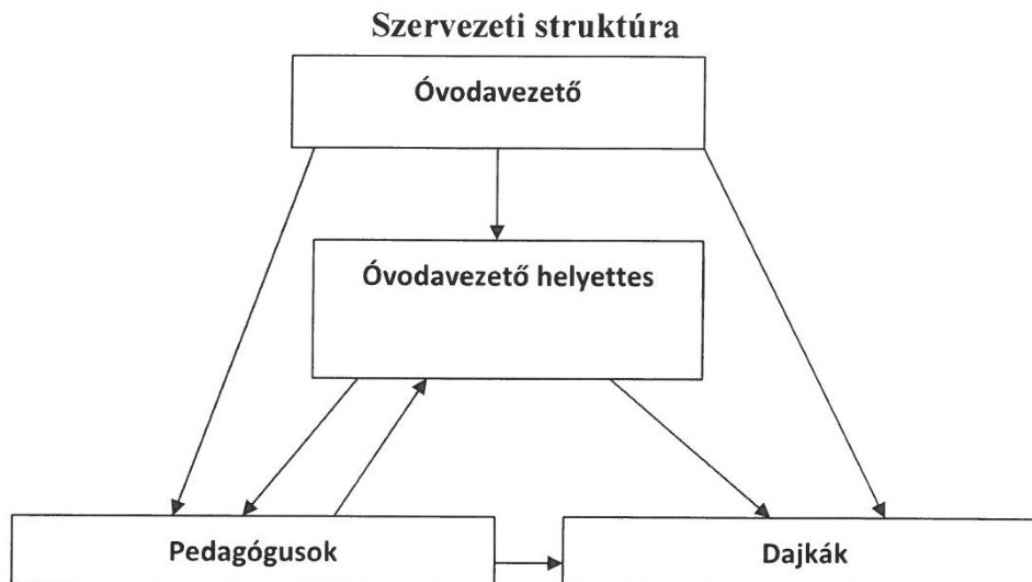 Szervezeti struktúra
Óvodavezető
Óvodavezető helyettes
Pedagógusok
Dajkák